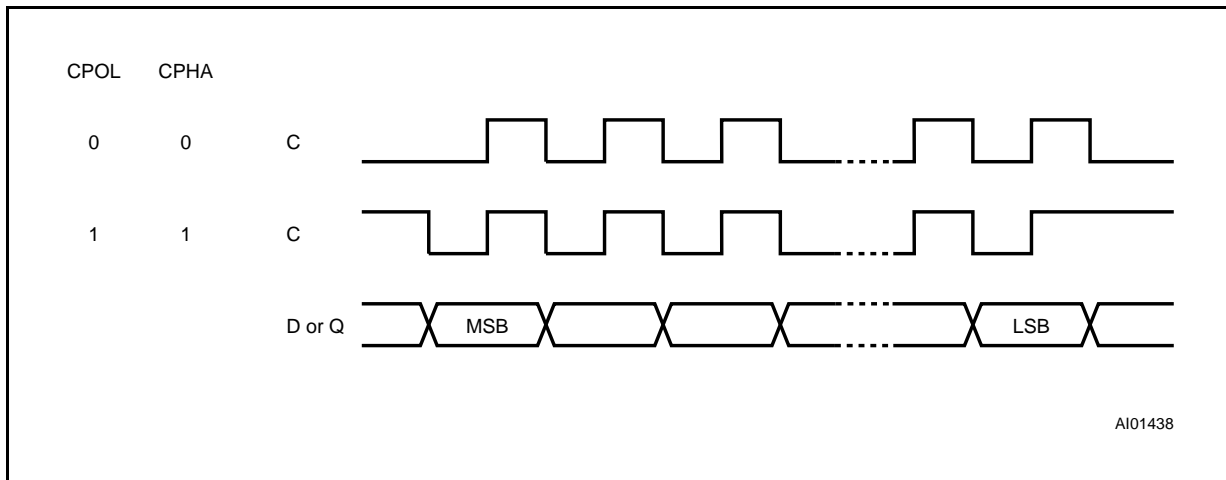 CPOL CPHA
0 0 C
1 1 C
D or Q MSB LSB
AI01438